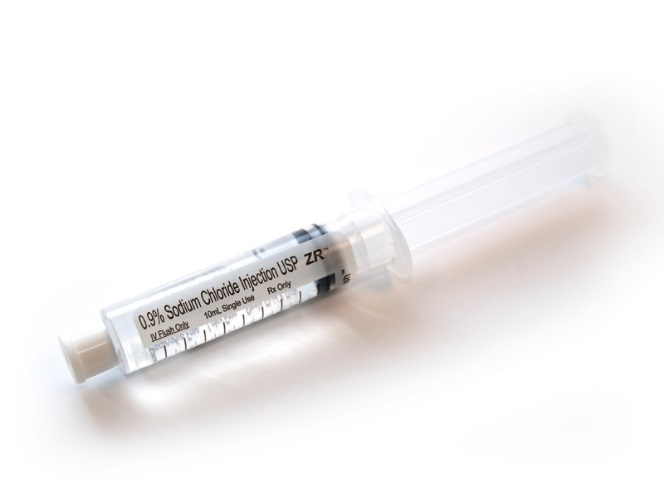 0.9% Sodium Chloride Injection USP ZR™
IV Flush Only 10mL Single Use Rx Only